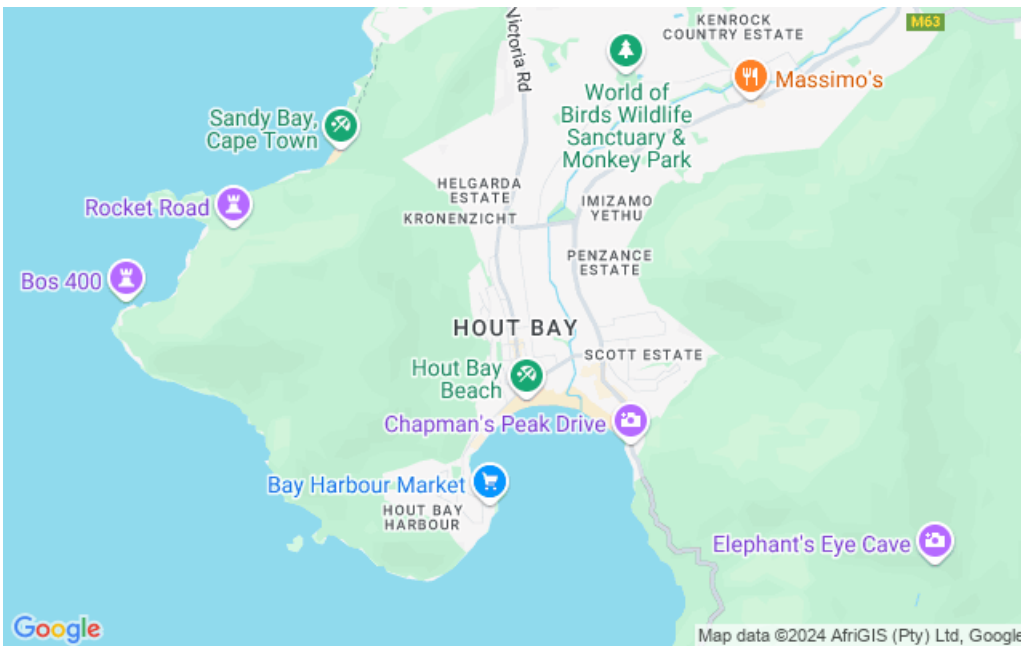 M63
KENROCK
COUNTRY ESTATE
Victoria Rd
Massimo's
World of
Birds Wildlife
Sanctuary &
Monkey Park
Sandy Bay,
Cape Town
HELGARDA
ESTATE
KRONENZICHT
IMIZAMO
YETHU
Rocket Road
PENZANCE
ESTATE
Bos 400
HOUT BAY
SCOTT ESTATE
Hout Bay
Beach
Chapman's Peak Drive
Bay Harbour Market
HOUT BAY
HARBOUR
Elephant's Eye Cave
Google
Map data ©2024 AfriGIS (Pty) Ltd, Google